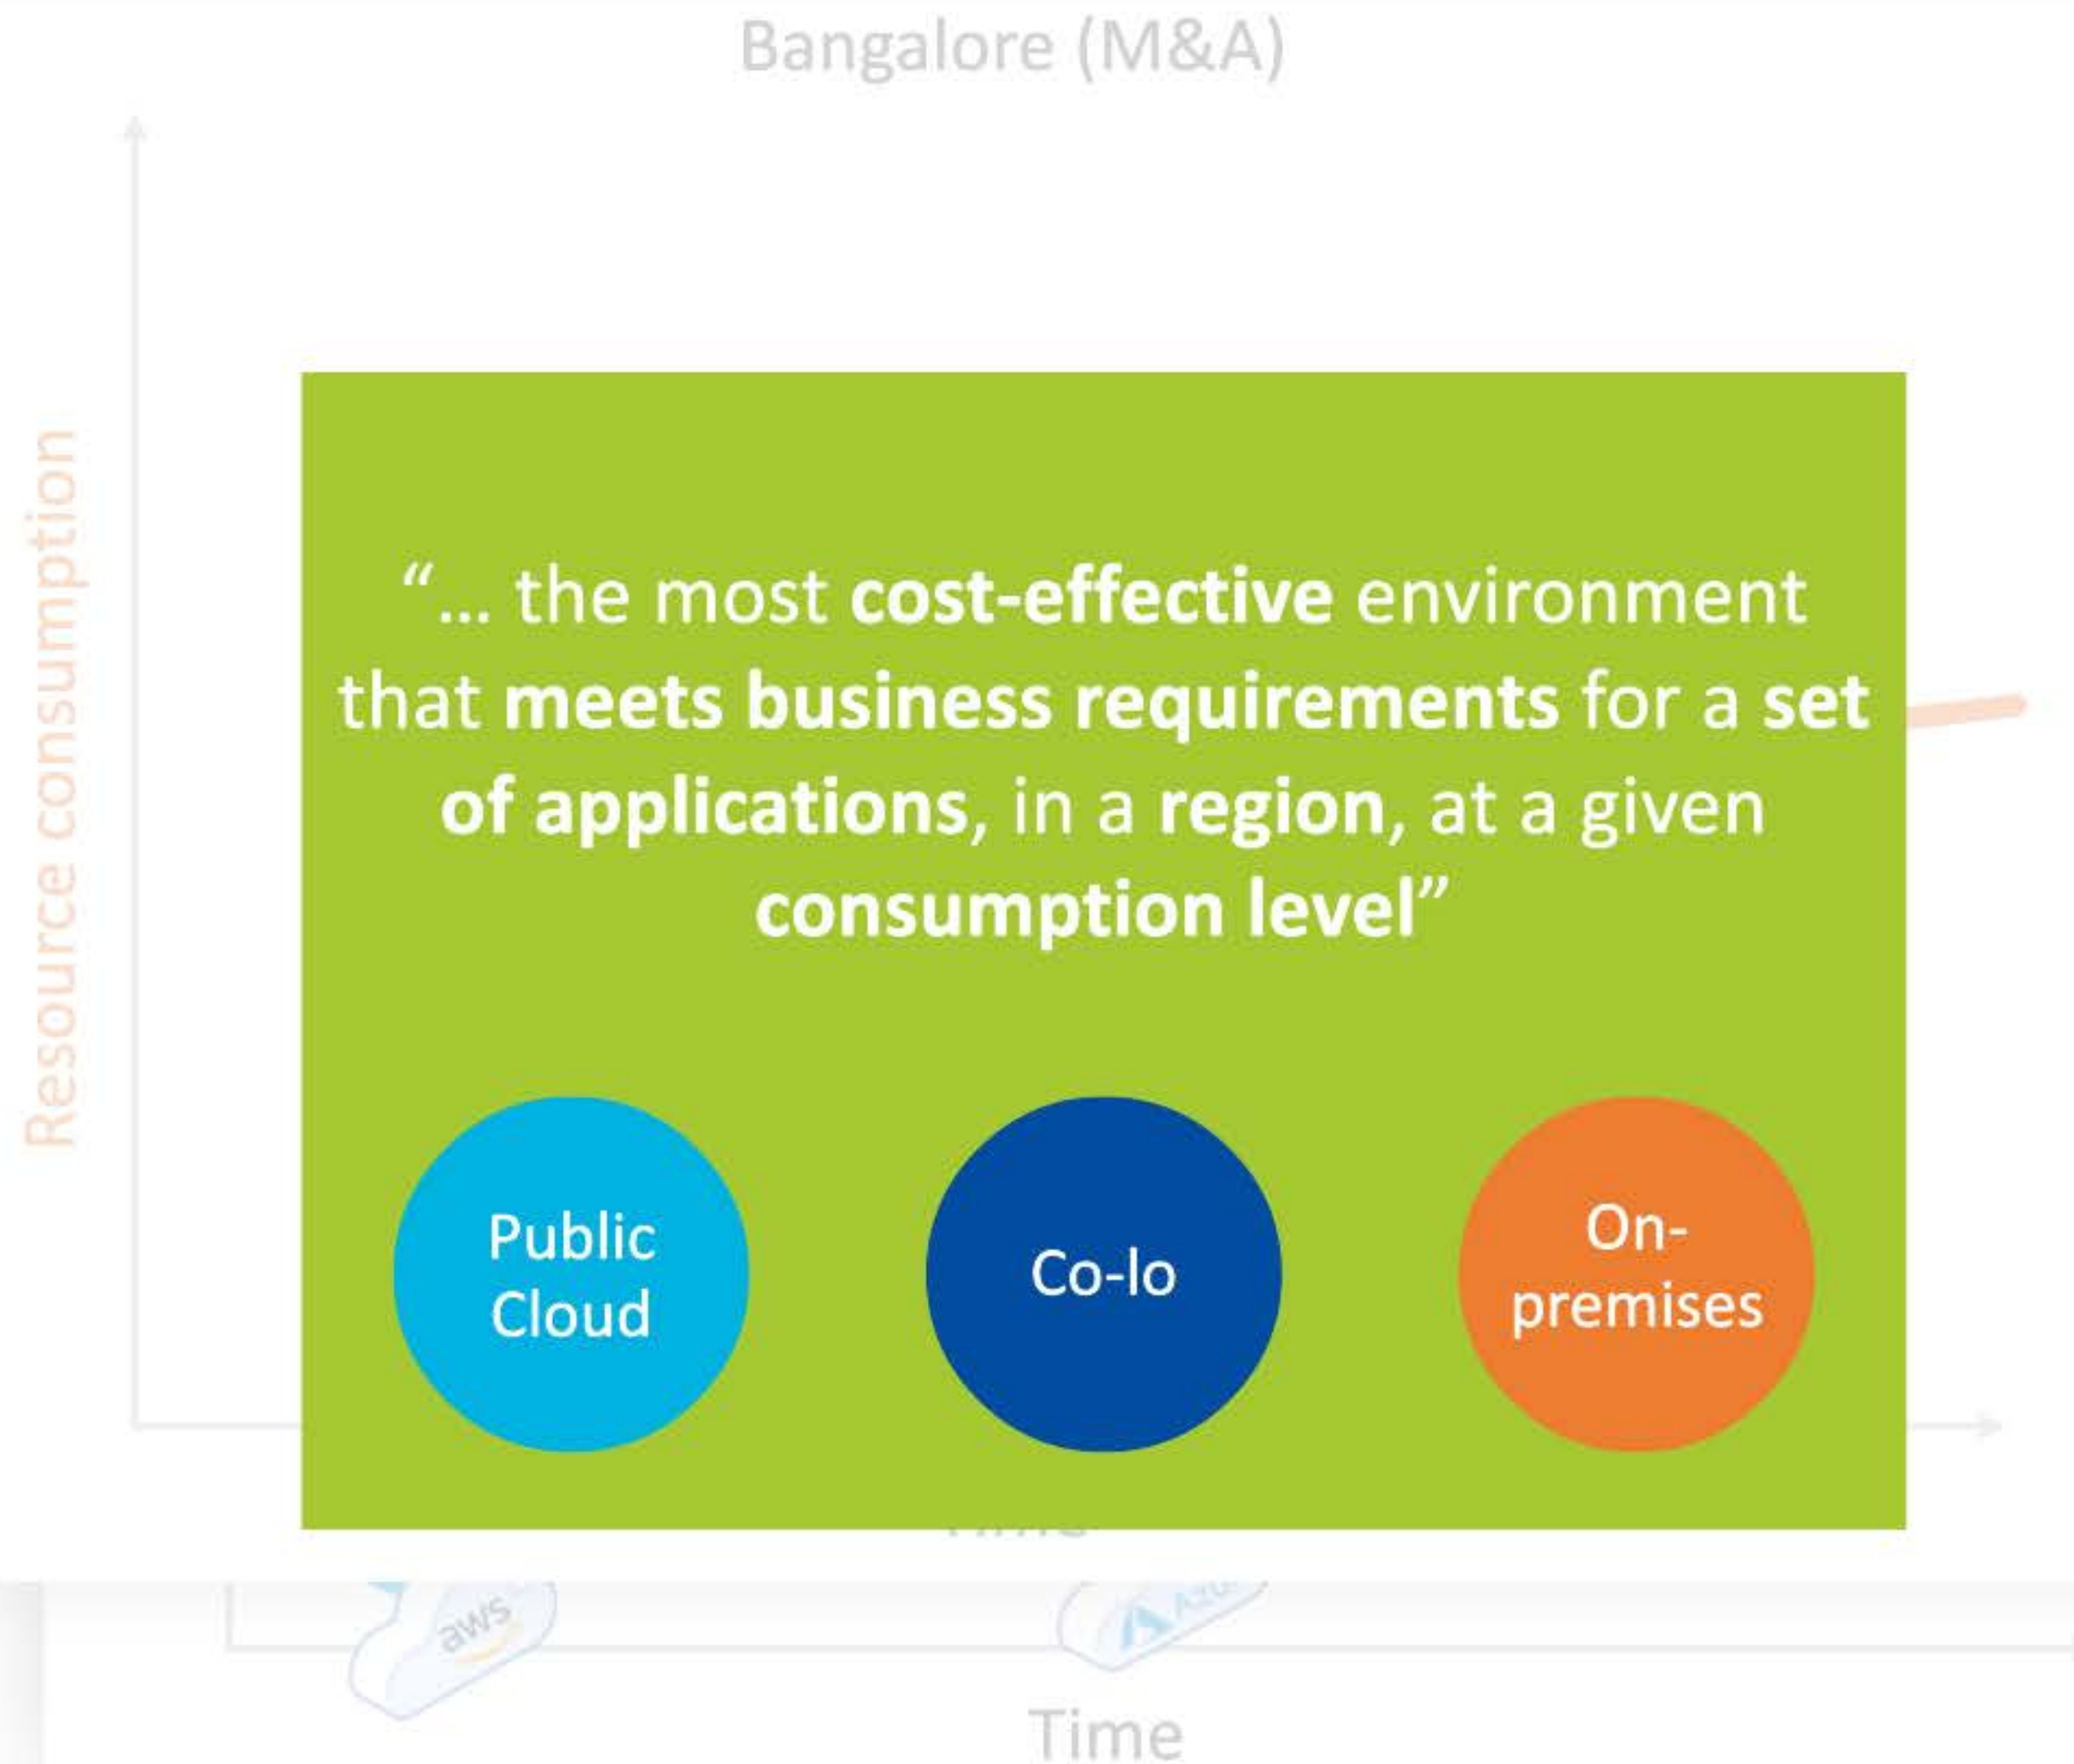 Bangalore (M&A)
Resource consumption
“... the most cost-effective environment
that meets business requirements for a set
of applications, in a region, at a given
consumption level”
Public
Cloud
Co-lo
On-
premises
aws
Time